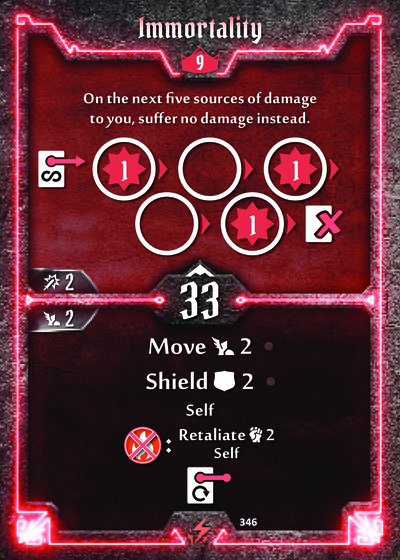 Immortality
9
On the next five sources of damage
to you, suffer no damage instead.
1 1
1
2
33
2
Move 2
Shield 2
Self
Retaliate 2
Self
346